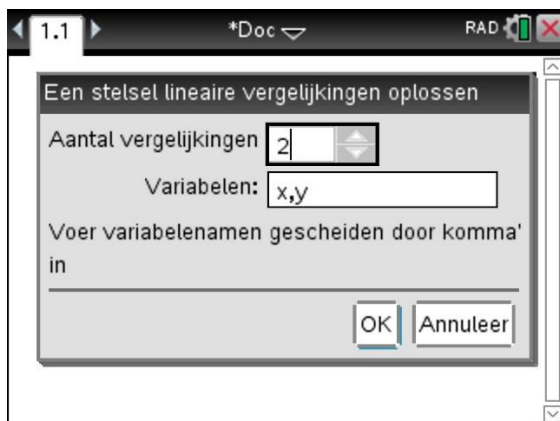 1.1 *Doc RAD
Een stelsel lineaire vergelijkingen oplossen
Aantal vergelijkingen 2
Variabelen: x,y
Voer variabelenamen gescheiden door komma'
in
OK Annuleer